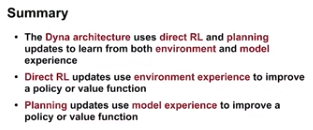 Summary
• The Dyna architecture uses direct RL and planning
updates to learn from both environment and model
experience
• Direct RL updates use environment experience to improve
a policy or value function
• Planning updates use model experience to improve a
policy or value function